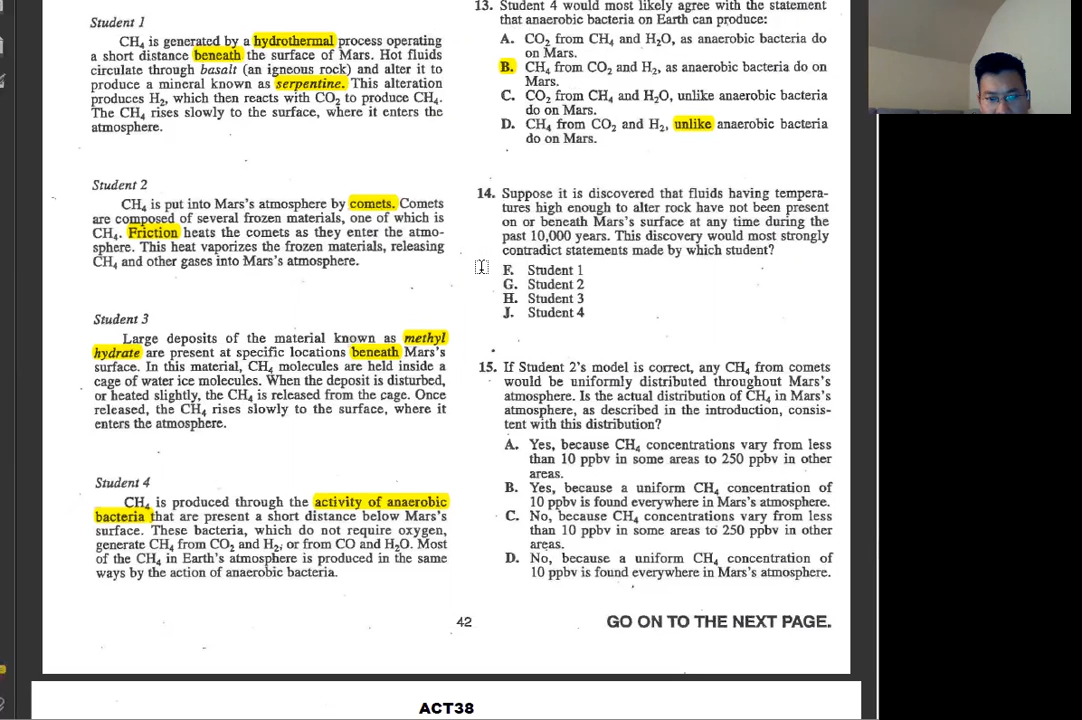 Student 1
CH₄ is generated by a hydrothermal process operating
a short distance beneath the surface of Mars. Hot fluids
circulate through basalt (an igneous rock) and alter it to
produce a mineral known as serpentine. This alteration
produces H₂, which then reacts with CO₂ to produce CH₄.
The CH₄ rises slowly to the surface, where it enters the
atmosphere.
Student 2
CH₄ is put into Mars's atmosphere by comets. Comets
are composed of several frozen materials, one of which is
CH₄. Friction heats the comets as they enter the atmo-
sphere. This heat vaporizes the frozen materials, releasing
CH₄ and other gases into Mars's atmosphere.
Student 3
Large deposits of the material known as methyl
hydrate are present at specific locations beneath Mars's
surface. In this material, CH₄ molecules are held inside a
cage of water ice molecules. When the deposit is disturbed,
or heated slightly, the CH₄ is released from the cage. Once
released, the CH₄ rises slowly to the surface, where it
enters the atmosphere.
Student 4
CH₄ is produced through the activity of anaerobic
bacteria that are present a short distance below Mars's
surface. These bacteria, which do not require oxygen,
generate CH₄ from CO₂ and H₂, or from CO and H₂O. Most
of the CH₄ in Earth's atmosphere is produced in the same
ways by the action of anaerobic bacteria.
13. Student 4 would most likely agree with the statement
that anaerobic bacteria on Earth can produce:
A. CO₂ from CH₄ and H₂O, as anaerobic bacteria do
on Mars.
B. CH₄ from CO₂ and H₂, as anaerobic bacteria do on
Mars.
C. CO₂ from CH₄ and H₂O, unlike anaerobic bacteria
do on Mars.
D. CH₄ from CO₂ and H₂, unlike anaerobic bacteria
do on Mars.
14. Suppose it is discovered that fluids having tempera-
tures high enough to alter rock have not been present
on or beneath Mars's surface at any time during the
past 10,000 years. This discovery would most strongly
contradict statements made by which student?
F. Student 1
G. Student 2
H. Student 3
J. Student 4
15. If Student 2's model is correct, any CH₄ from comets
would be uniformly distributed throughout Mars's
atmosphere. Is the actual distribution of CH₄ in Mars's
atmosphere, as described in the introduction, consis-
tent with this distribution?
A. Yes, because CH₄ concentrations vary from less
than 10 ppbv in some areas to 250 ppbv in other
areas.
B. Yes, because a uniform CH₄ concentration of
10 ppbv is found everywhere in Mars's atmosphere.
C. No, because CH₄ concentrations vary from less
than 10 ppbv in some areas to 250 ppbv in other
areas.
D. No, because a uniform CH₄ concentration of
10 ppbv is found everywhere in Mars's atmosphere.
42
GO ON TO THE NEXT PAGE.
ACT38